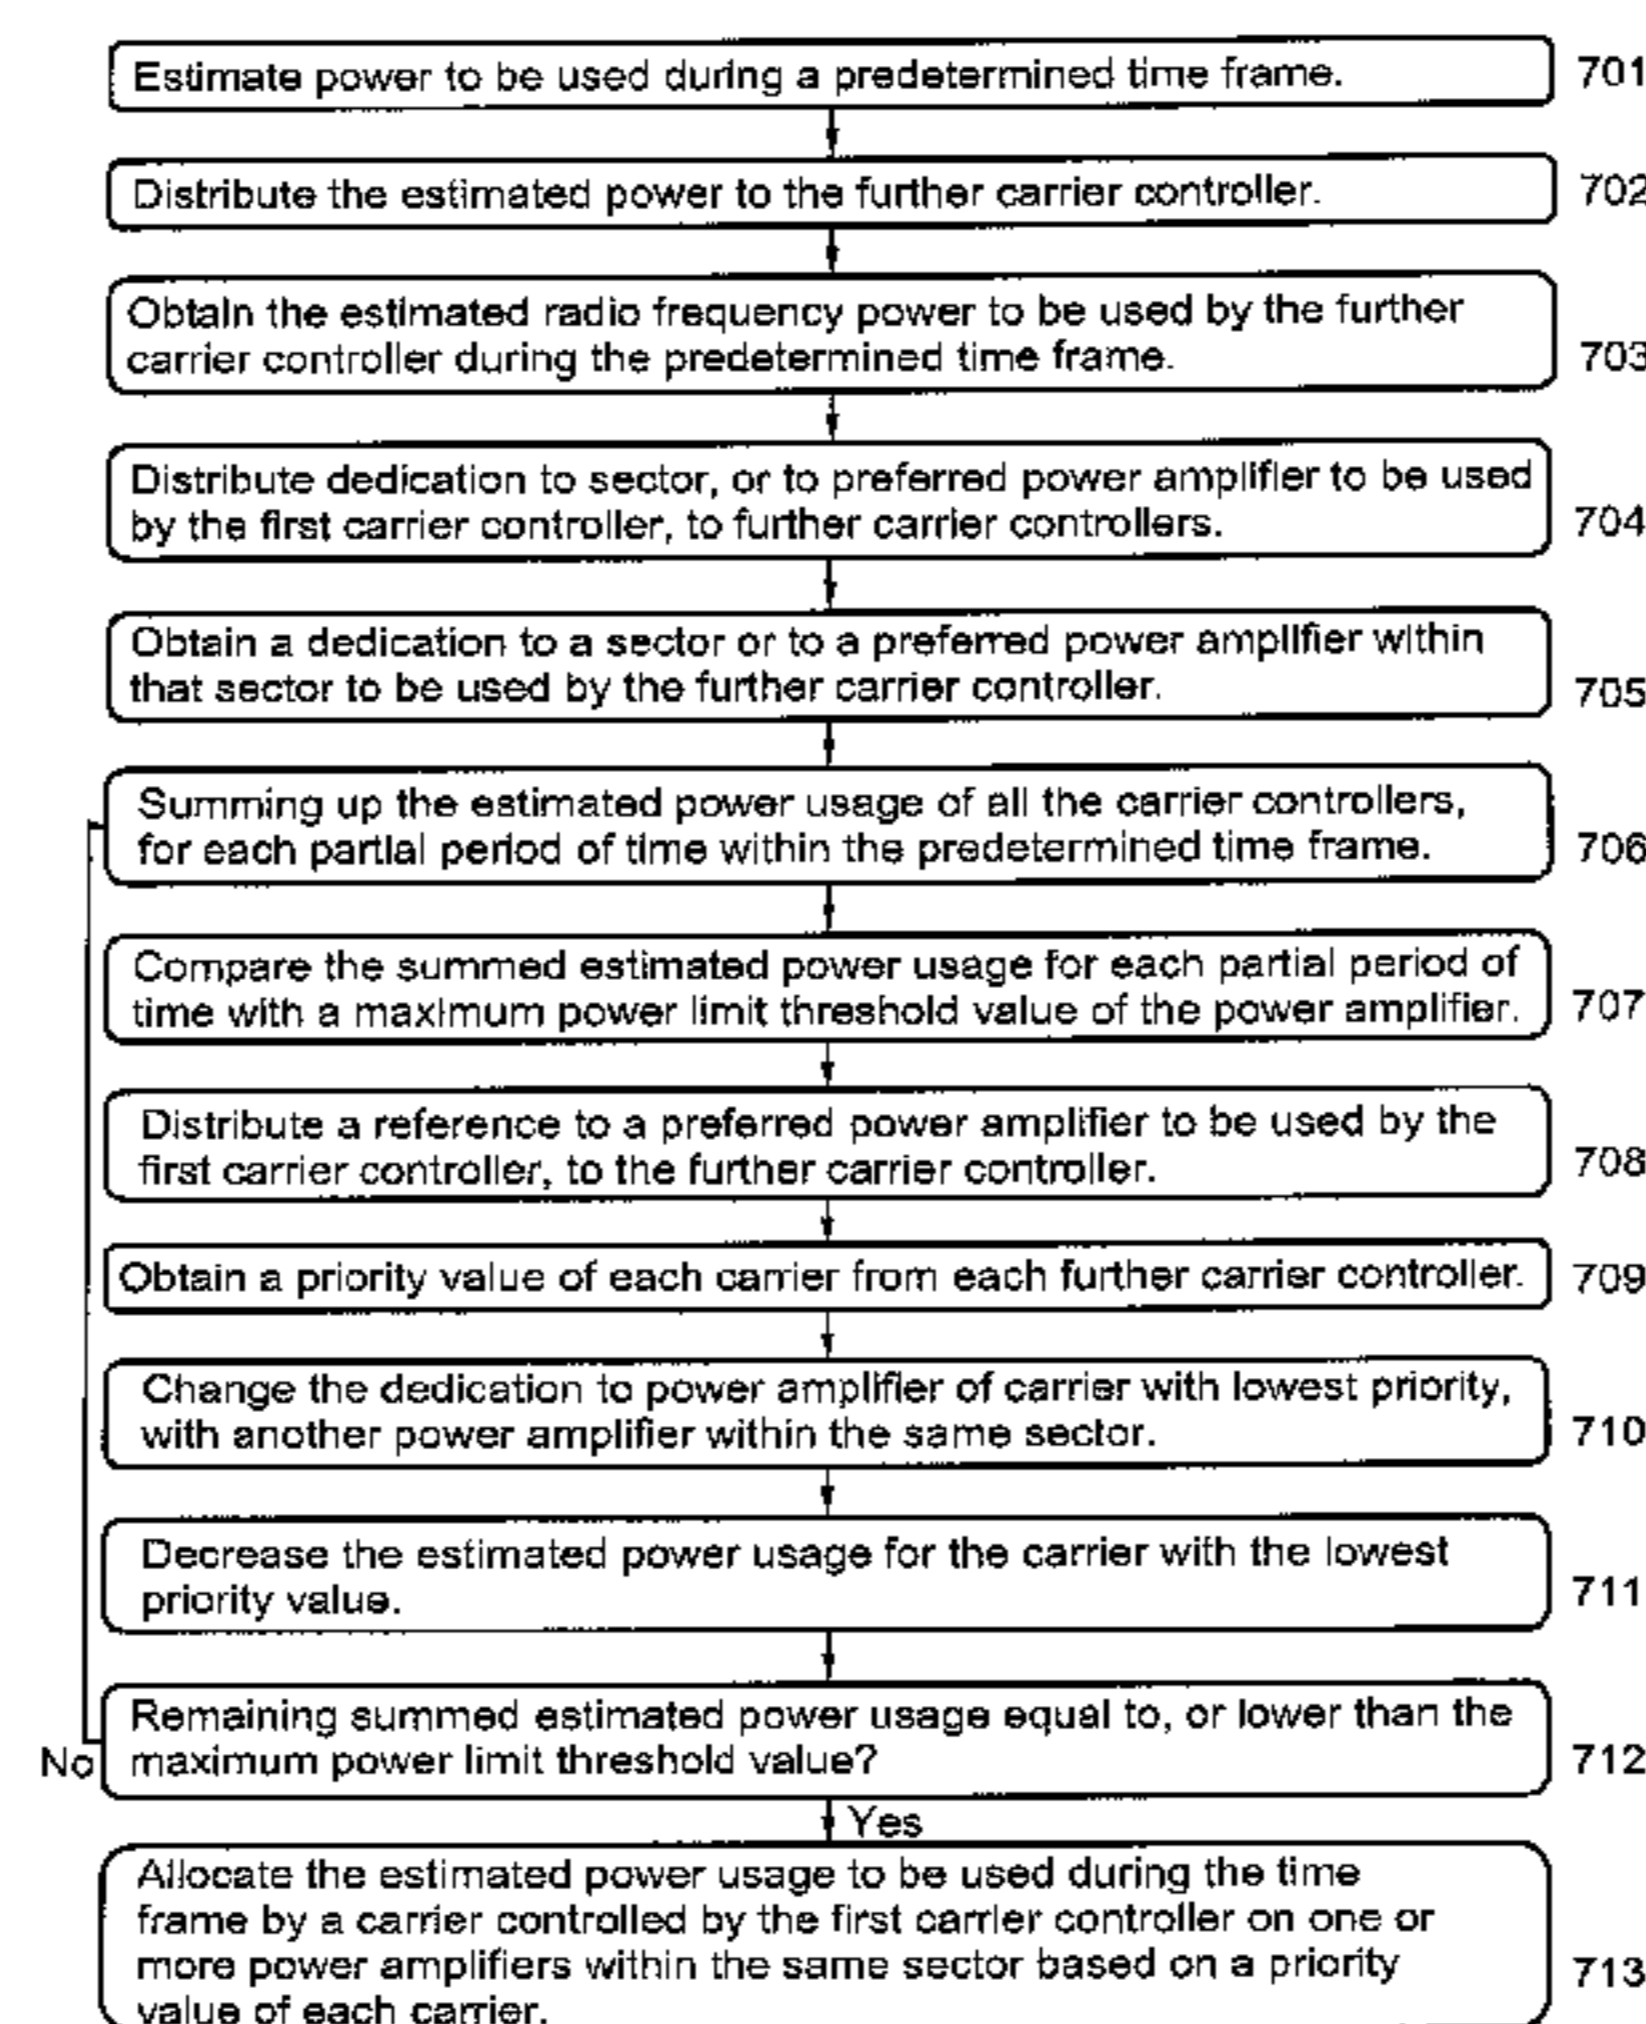 Estimate power to be used during a predetermined time frame.
701
Distribute the estimated power to the further carrier controller.
702
Obtain the estimated radio frequency power to be used by the further
carrier controller during the predetermined time frame.
703
Distribute dedication to sector, or to preferred power amplifier to be used
by the first carrier controller, to further carrier controllers.
704
Obtain a dedication to a sector or to a preferred power amplifier within
that sector to be used by the further carrier controller.
705
Summing up the estimated power usage of all the carrier controllers,
for each partial period of time within the predetermined time frame.
706
Compare the summed estimated power usage for each partial period of
time with a maximum power limit threshold value of the power amplifier.
707
Distribute a reference to a preferred power amplifier to be used by the
first carrier controller, to the further carrier controller.
708
Obtain a priority value of each carrier from each further carrier controller.
709
Change the dedication to power amplifier of carrier with lowest priority,
with another power amplifier within the same sector.
710
Decrease the estimated power usage for the carrier with the lowest
priority value.
711
Remaining summed estimated power usage equal to, or lower than the
maximum power limit threshold value?
712
No
Yes
Allocate the estimated power usage to be used during the time
frame by a carrier controlled by the first carrier controller on one or
more power amplifiers within the same sector based on a priority
value of each carrier.
713